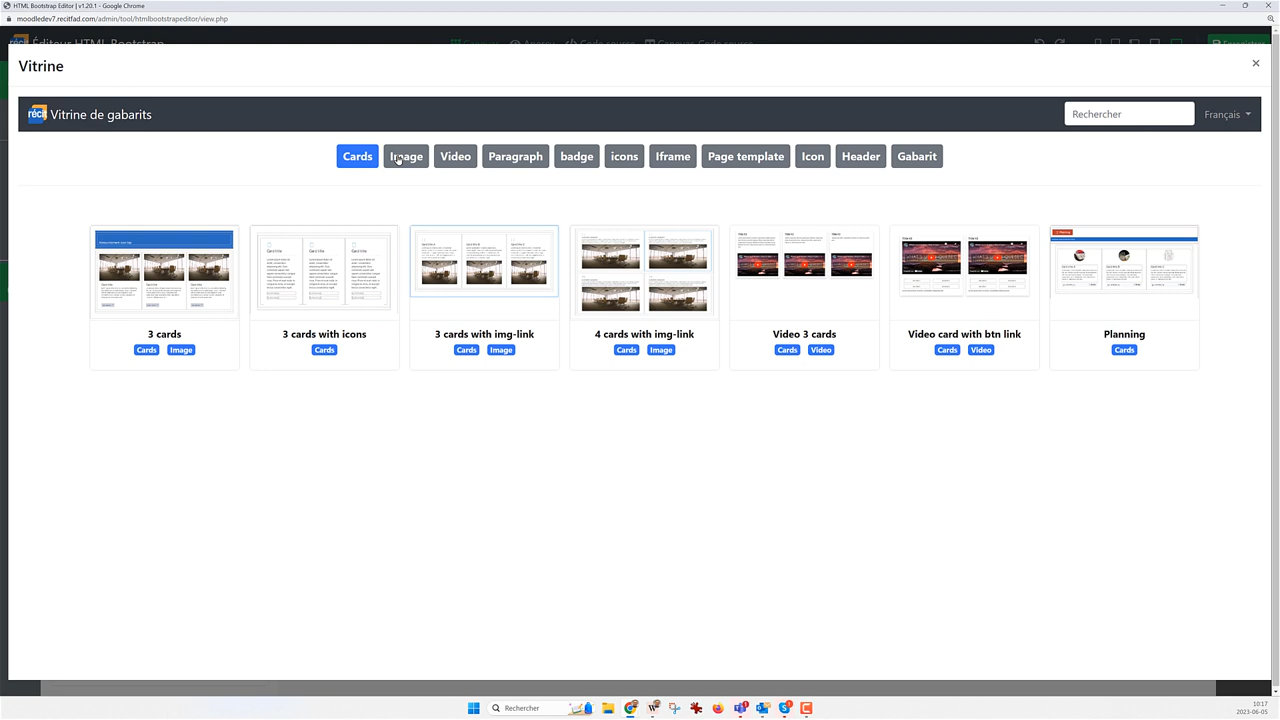 HTML Bootstrap Editor | v1.20.1 - Google Chrome
moodledev7.recitfad.com/admin/tool/htmlbootstrapeditor/view.php
Éditeur HTML Bootstrap
Vitrine
récit Vitrine de gabarits
Rechercher
Français
Cards Image Video Paragraph badge icons Iframe Page template Icon Header Gabarit
3 cards
Cards Image
3 cards with icons
Cards
3 cards with img-link
Cards Image
4 cards with img-link
Cards Image
Video 3 cards
Cards Video
Video card with btn link
Cards Video
Planning
Cards
Rechercher
10:17
2023-06-05